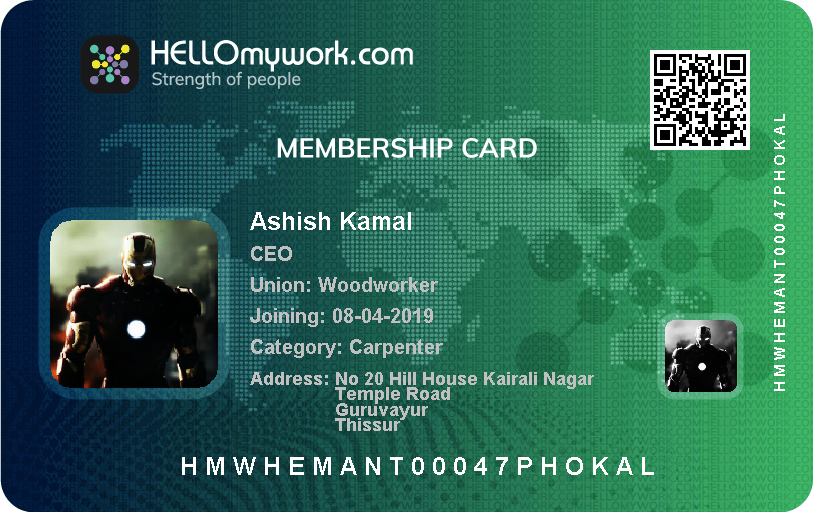 HELLOmywork.com
Strength of people
MEMBERSHIP CARD
Ashish Kamal
CEO
Union: Woodworker
Joining: 08-04-2019
Category: Carpenter
Address: No 20 Hill House Kairali Nagar
Temple Road
Guruvayur
Thissur
HMWHEMANT00047PHOKAL
HMWHEMANT00047PHOKAL